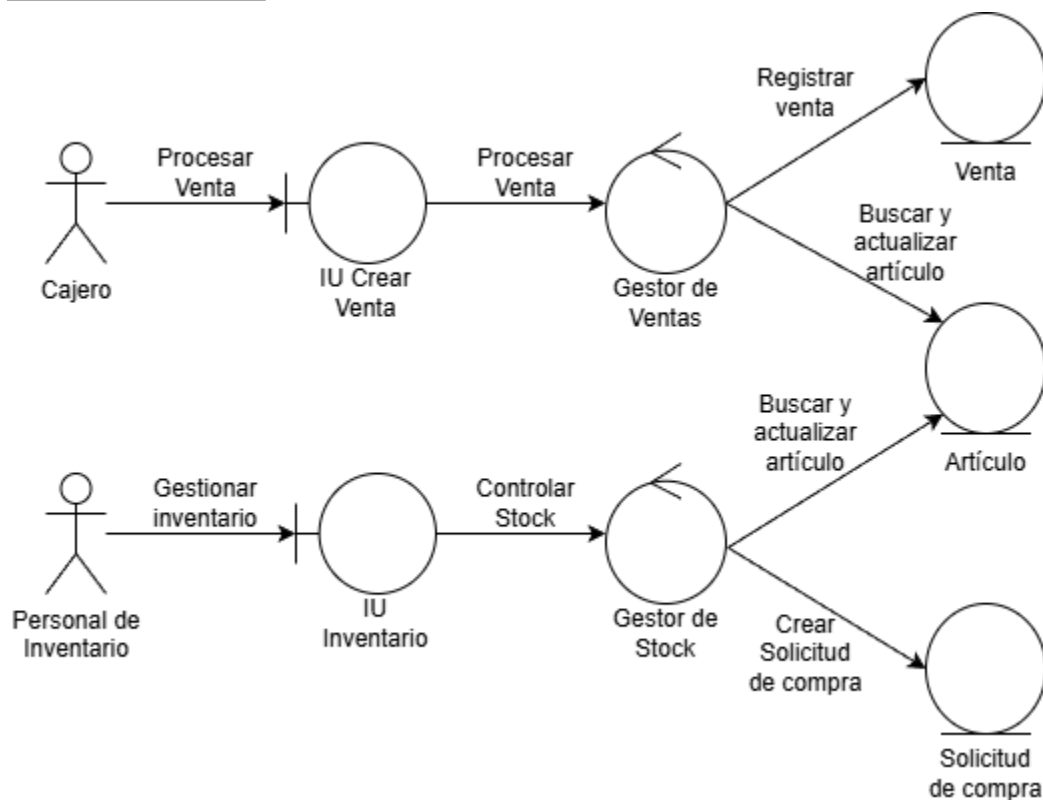 Registrar
venta
Venta
Procesar
Venta
Procesar
Venta
Cajero
IU Crear
Venta
Gestor de
Ventas
Buscar y
actualizar
artículo
Buscar y
actualizar
artículo
Artículo
Gestionar
inventario
Controlar
Stock
Personal de
Inventario
IU
Inventario
Gestor de
Stock
Crear
Solicitud
de compra
Solicitud
de compra